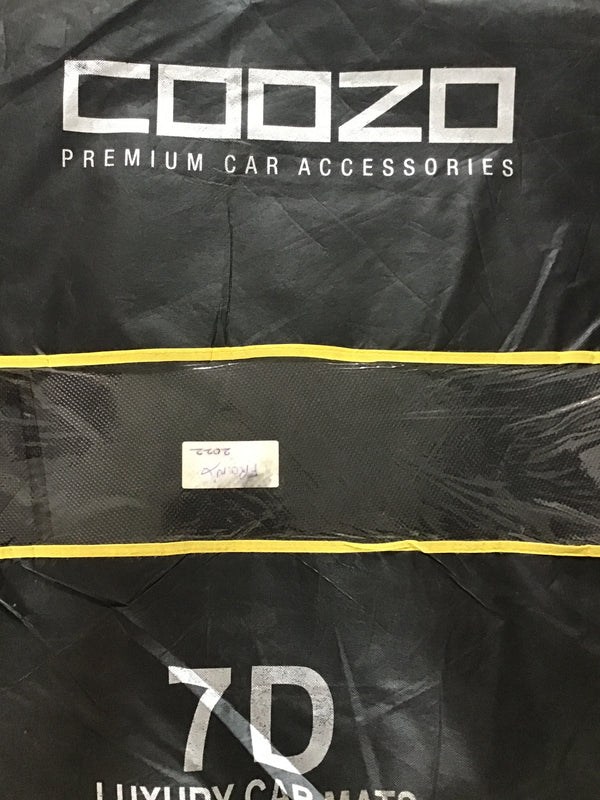 COOZO
PREMIUM CAR ACCESSORIES
FRONX
2022
7D
LUXURY CAR MATS